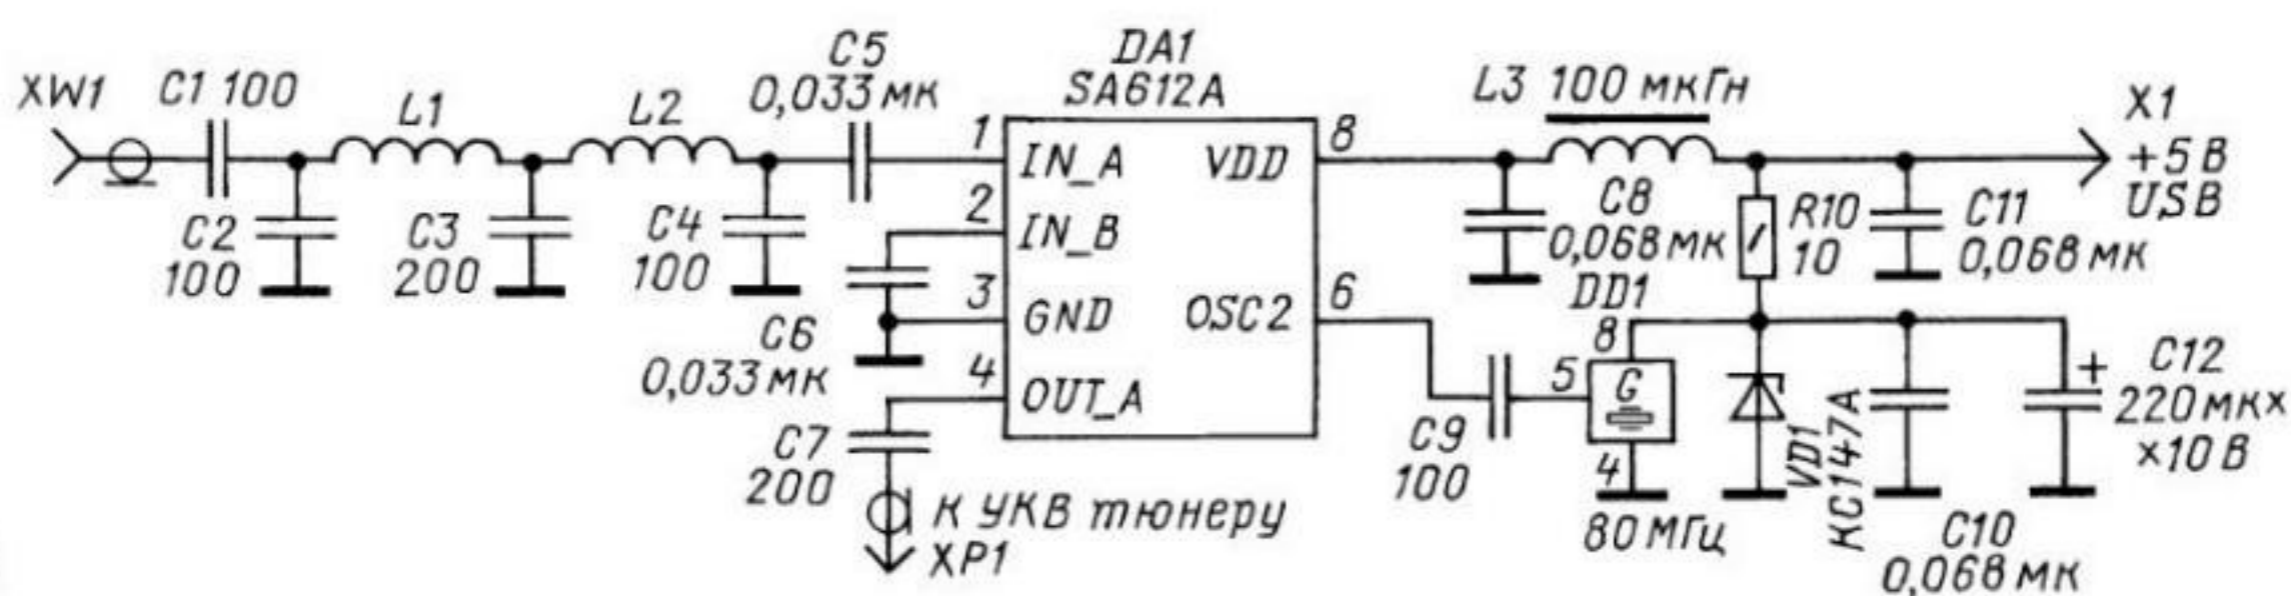 XW1
C1 100
L1
L2
C5
0,033 мк
DA1
SA612A
L3 100 мкГн
X1
+5В
USB
1
IN_A
VDD
8
C2
100
C3
200
C4
100
2
IN_B
C8
0,068 мк
R10
10
C11
0,068 мк
C6
0,033 мк
3
GND
OSC2
6
DD1
8
4
OUT_A
5
G
C7
200
C9
100
4
80 МГц
VD1
КС147А
C12
+
220 мк×
×10 В
C10
0,068 мк
К УКВ тюнеру
XP1